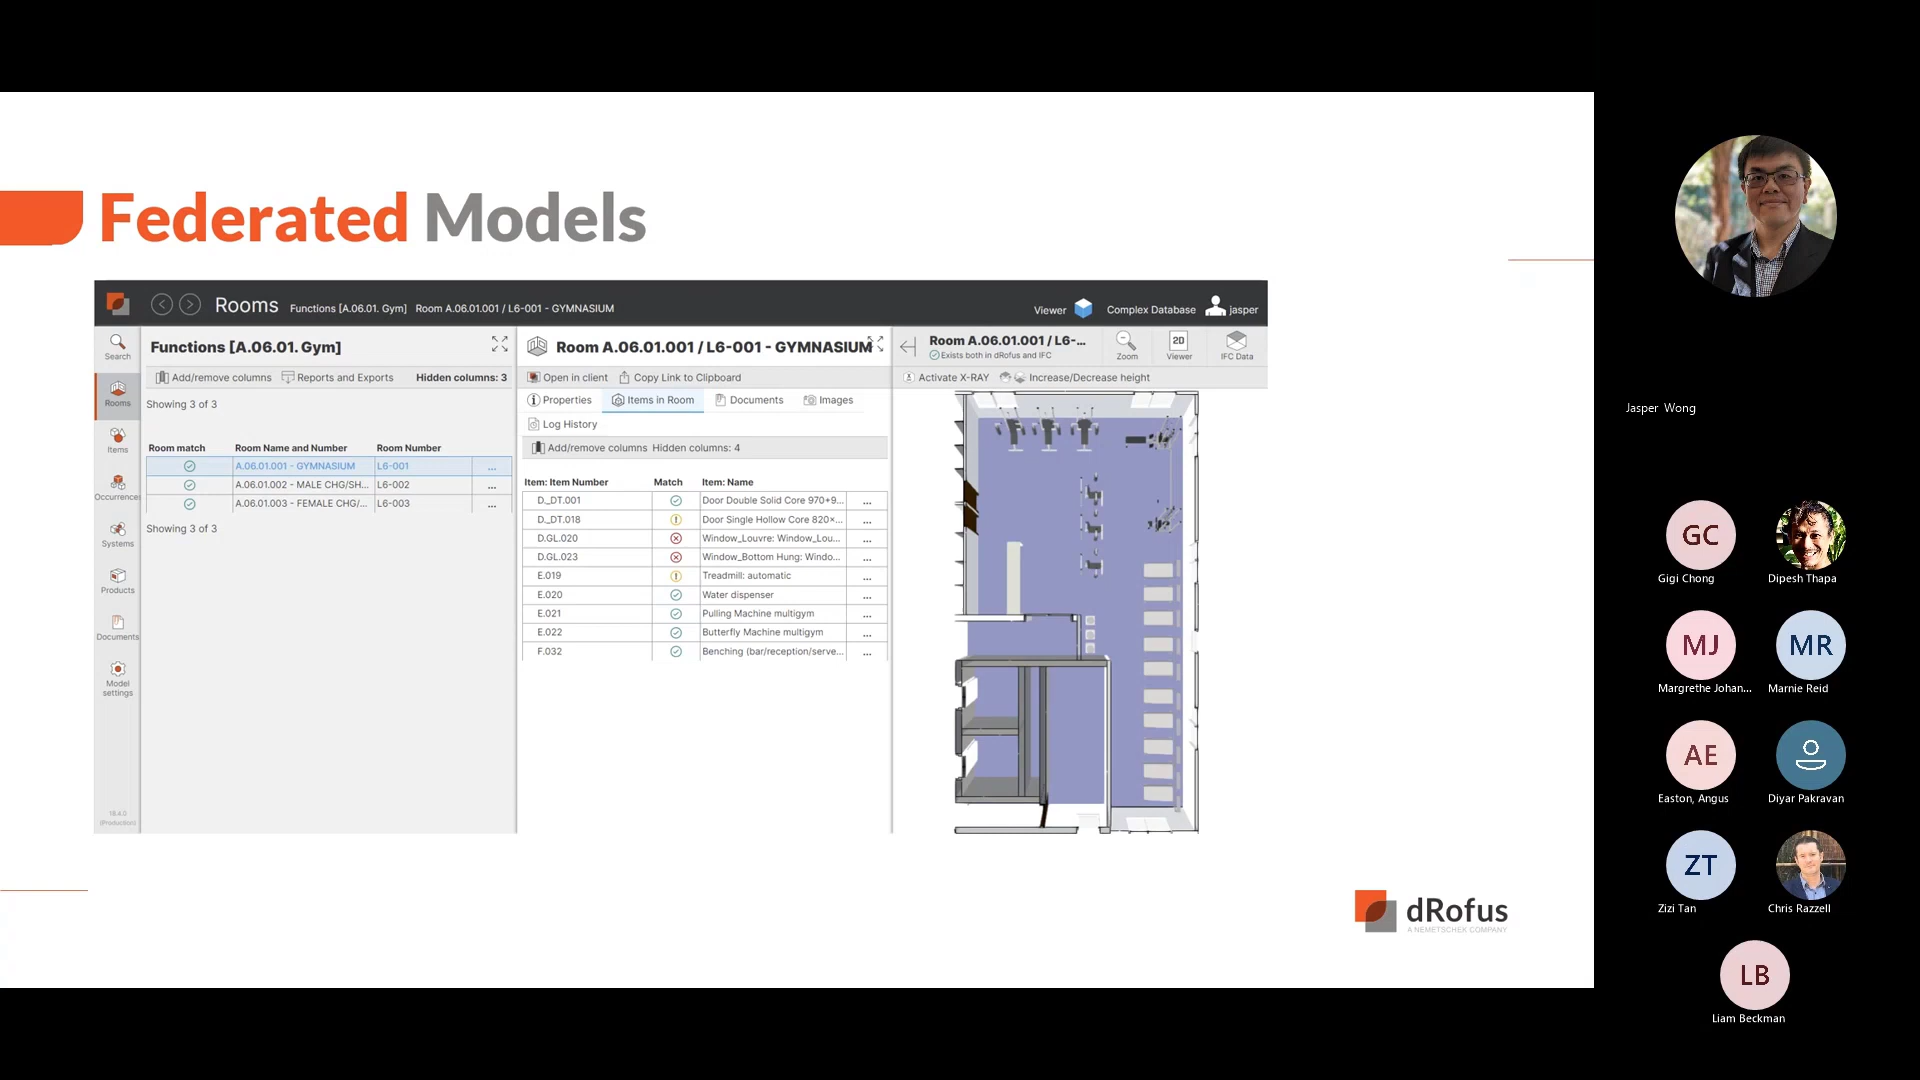 Federated Models
Rooms
Functions [A.06.01. Gym] Room A.06.01.001 / L6-001 - GYMNASIUM
Viewer
Complex Database
jasper
Search
Rooms
Items
Occurrences
Systems
Products
Documents
Model
settings
18.4.0
(Production)
Functions [A.06.01. Gym]
Add/remove columns Reports and Exports Hidden columns: 3
Showing 3 of 3
Room match Room Name and Number Room Number
A.06.01.001 - GYMNASIUM L6-001 ...
A.06.01.002 - MALE CHG/SH... L6-002 ...
A.06.01.003 - FEMALE CHG/... L6-003 ...
Showing 3 of 3
Room A.06.01.001 / L6-001 - GYMNASIUM
Open in client Copy Link to Clipboard
Properties Items in Room Documents Images
Log History
Add/remove columns Hidden columns: 4
Item: Item Number Match Item: Name
D._DT.001 Door Double Solid Core 970+9... ...
D._DT.018 Door Single Hollow Core 820x... ...
D.GL.020 Window_Louvre: Window_Lou... ...
D.GL.023 Window_Bottom Hung: Windo... ...
E.019 Treadmill: automatic ...
E.020 Water dispenser ...
E.021 Pulling Machine multigym ...
E.022 Butterfly Machine multigym ...
F.032 Benching (bar/reception/serve... ...
Room A.06.01.001 / L6-...
Exists both in dRofus and IFC
Zoom
2D
Viewer
IFC Data
Activate X-RAY Increase/Decrease height
dRofus
A NEMETSCHEK COMPANY
Jasper Wong
GC
Gigi Chong
Dipesh Thapa
MJ
Margrethe Johan...
MR
Marnie Reid
AE
Easton, Angus
Diyar Pakravan
ZT
Zizi Tan
Chris Razzell
LB
Liam Beckman